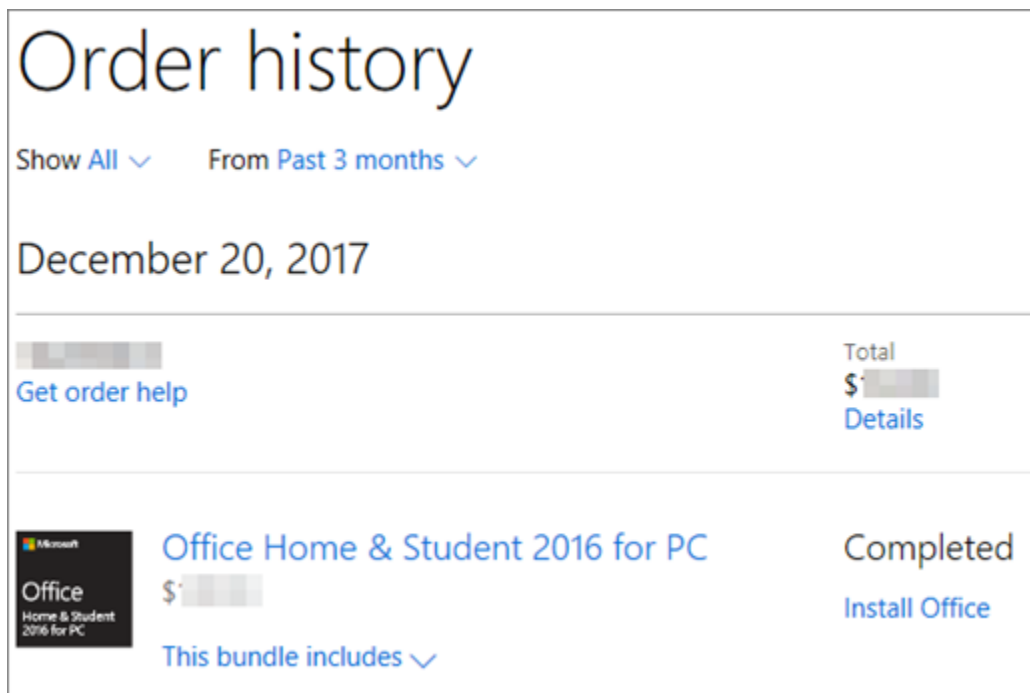 Order history
Show All From Past 3 months
December 20, 2017
Total
$
Get order help
Details
Microsoft
Office
Home & Student
2016 for PC
Office Home & Student 2016 for PC
$
This bundle includes
Completed
Install Office